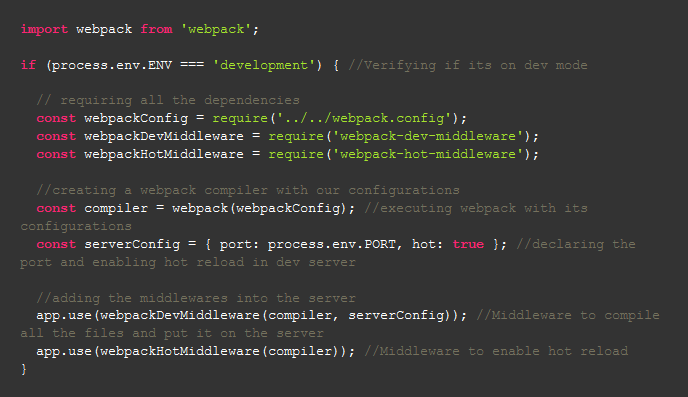 import webpack from 'webpack';
if (process.env.ENV === 'development') { //Verifying if its on dev mode
// requiring all the dependencies
const webpackConfig = require('../../webpack.config');
const webpackDevMiddleware = require('webpack-dev-middleware');
const webpackHotMiddleware = require('webpack-hot-middleware');
//creating a webpack compiler with our configurations
const compiler = webpack(webpackConfig); //executing webpack with its
configurations
const serverConfig = { port: process.env.PORT, hot: true }; //declaring the
port and enabling hot reload in dev server
//adding the middlewares into the server
app.use(webpackDevMiddleware(compiler, serverConfig)); //Middleware to compile
all the files and put it on the server
app.use(webpackHotMiddleware(compiler)); //Middleware to enable hot reload
}